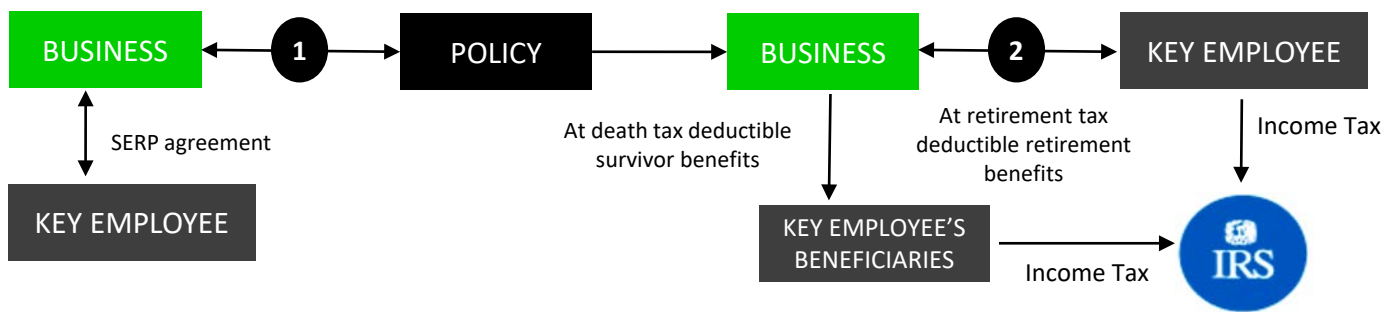 BUSINESS
1
POLICY
BUSINESS
2
KEY EMPLOYEE
SERP agreement
At death tax deductible
survivor benefits
At retirement tax
deductible retirement
benefits
Income Tax
KEY EMPLOYEE
KEY EMPLOYEE'S
BENEFICIARIES
Income Tax
IRS